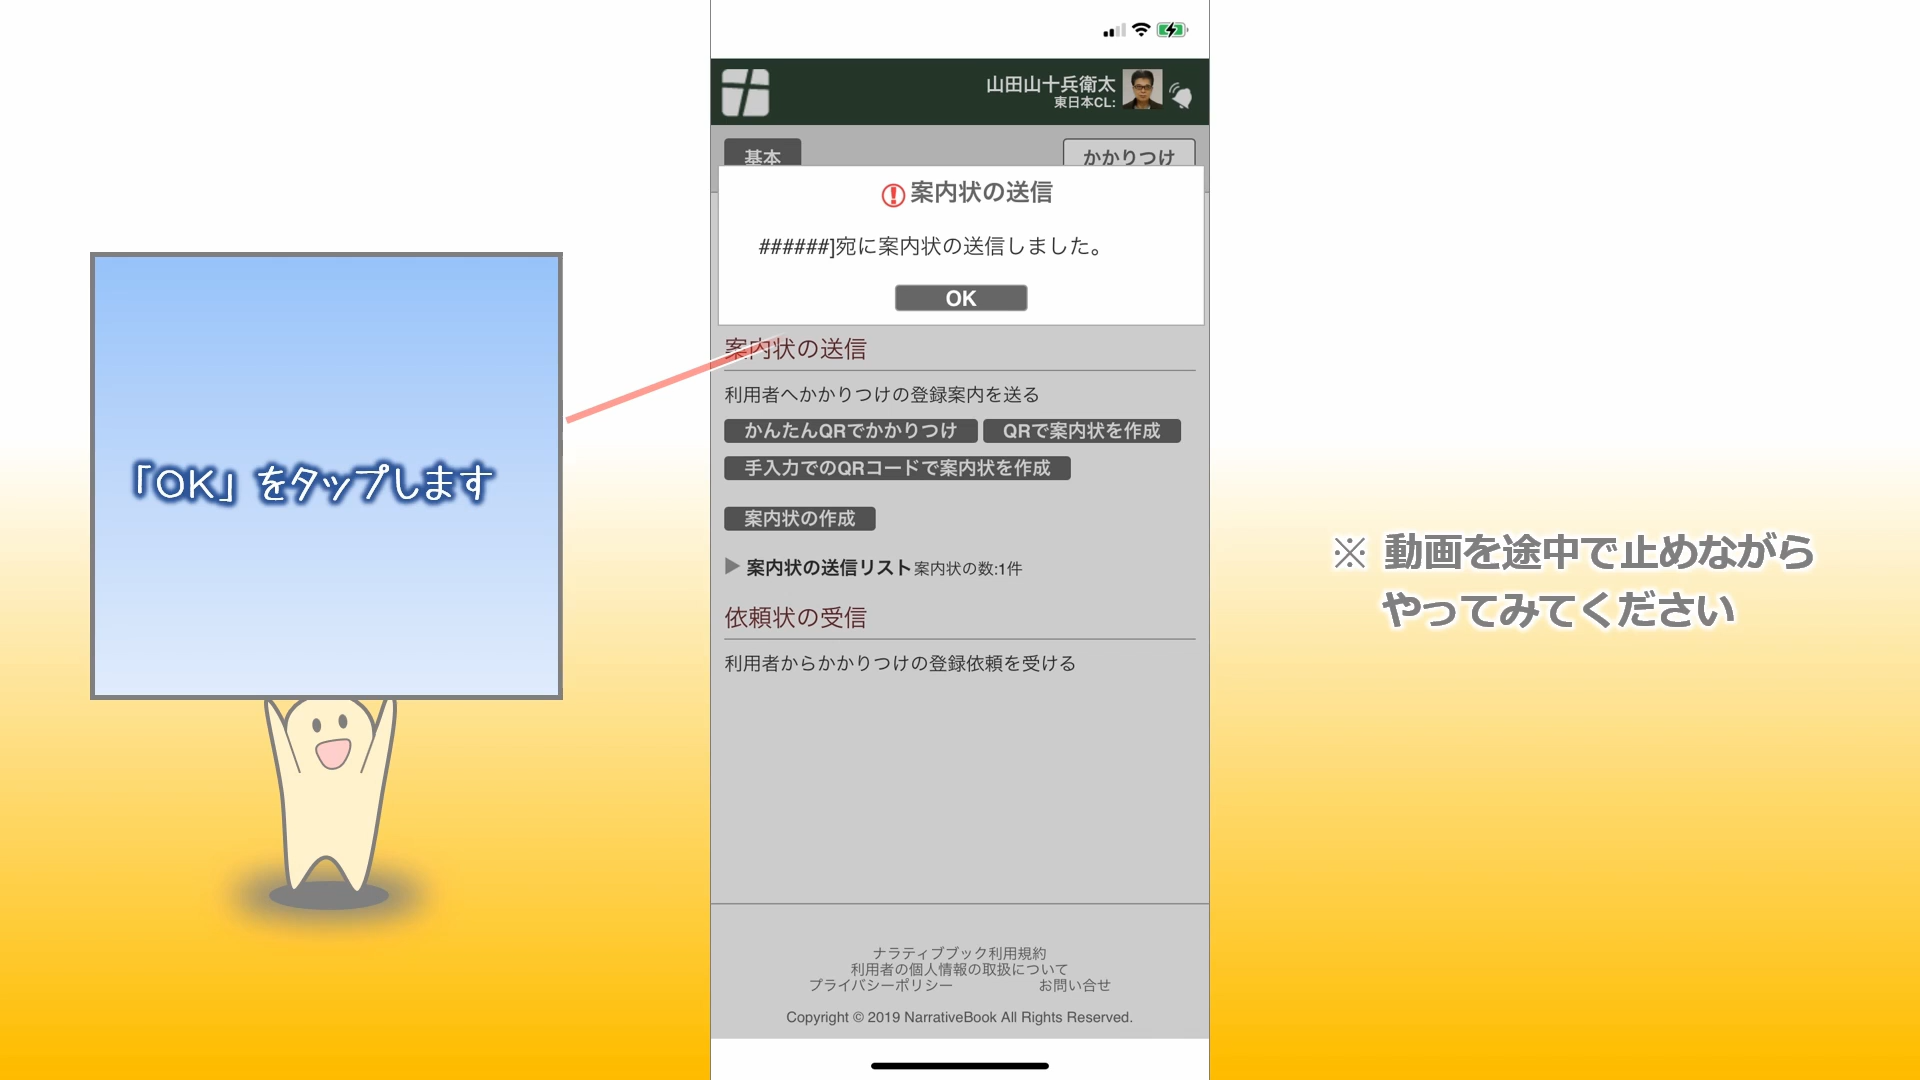 山田山十兵衛太
東日本CL:
基本
かかりつけ
案内状の送信
######]宛に案内状の送信しました。
OK
案内状の送信
利用者へかかりつけの登録案内を送る
かんたんQRでかかりつけ
QRで案内状を作成
手入力でのQRコードで案内状を作成
案内状の作成
▶ 案内状の送信リスト 案内状の数:1件
依頼状の受信
利用者からかかりつけの登録依頼を受ける
ナラティブブック利用規約
利用者の個人情報の取扱について
プライバシーポリシー
お問い合せ
Copyright © 2019 NarrativeBook All Rights Reserved.
「OK」をタップします
※ 動画を途中で止めながら
やってみてください